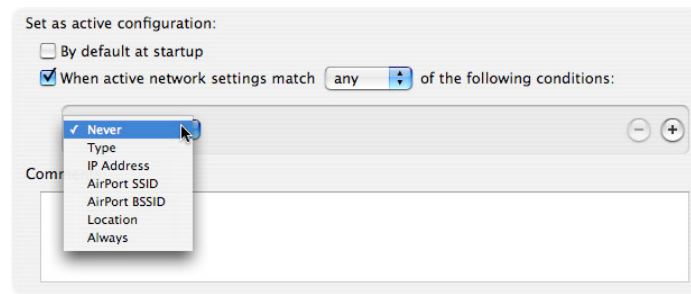 Set as active configuration:
By default at startup
When active network settings match any of the following conditions:
Never
Type
IP Address
Com
AirPort SSID
AirPort BSSID
Location
Always